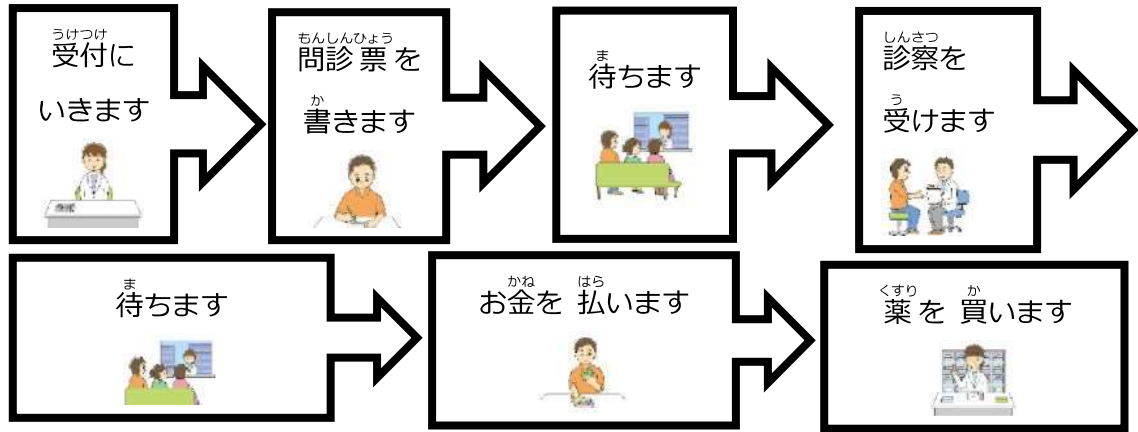 うけつけ
受付に
いきます
もんしんひょう
問診票を
か
書きます
ま
待ちます
しんさつ
診察を
う
受けます
ま
待ちます
かね はら
お金を 払います
くすり か
薬を 買います